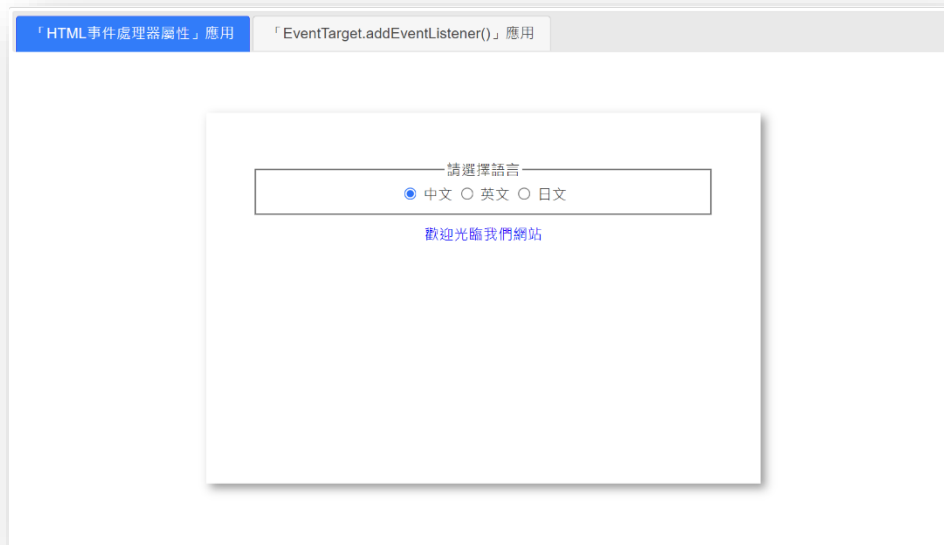 「HTML事件處理器屬性」應用
「EventTarget.addEventListener()」應用
請選擇語言
中文 英文 日文
歡迎光臨我們網站